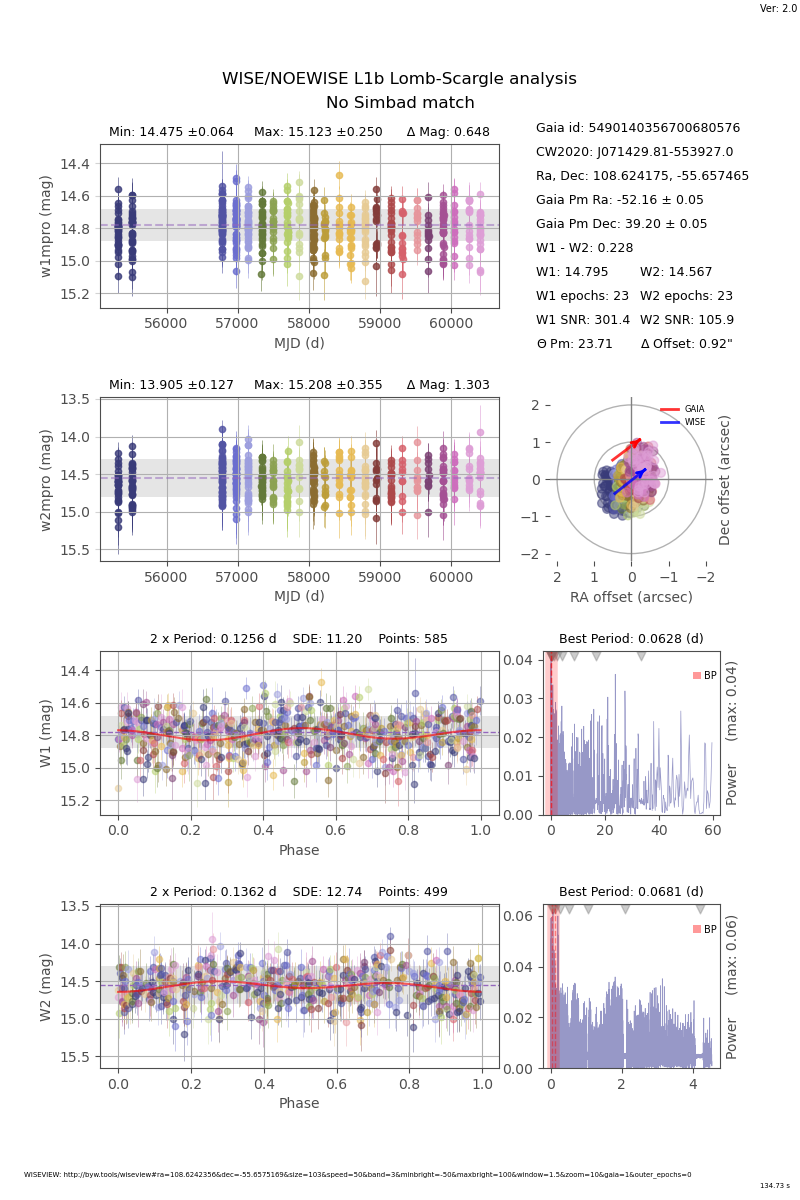 Ver: 2.0
WISE/NOEWISE L1b Lomb-Scargle analysis
No Simbad match
Min: 14.475 ±0.064 Max: 15.123 ±0.250 Δ Mag: 0.648
14.4
14.6
14.8
15.0
15.2
w1mpro (mag)
56000 57000 58000 59000 60000
MJD (d)
Gaia id: 5490140356700680576
CW2020: J071429.81-553927.0
Ra, Dec: 108.624175, -55.657465
Gaia Pm Ra: -52.16 ± 0.05
Gaia Pm Dec: 39.20 ± 0.05
W1 - W2: 0.228
W1: 14.795 W2: 14.567
W1 epochs: 23 W2 epochs: 23
W1 SNR: 301.4 W2 SNR: 105.9
Θ Pm: 23.71 Δ Offset: 0.92"
Min: 13.905 ±0.127 Max: 15.208 ±0.355 Δ Mag: 1.303
13.5
14.0
14.5
15.0
15.5
w2mpro (mag)
56000 57000 58000 59000 60000
MJD (d)
GAIA
WISE
2
1
0
−1
−2
Dec offset (arcsec)
2 1 0 −1 −2
RA offset (arcsec)
2 x Period: 0.1256 d SDE: 11.20 Points: 585
14.4
14.6
14.8
15.0
15.2
W1 (mag)
0.0 0.2 0.4 0.6 0.8 1.0
Phase
Best Period: 0.0628 (d)
BP
0.04
0.03
0.02
0.01
0.00
Power (max: 0.04)
0 20 40 60
2 x Period: 0.1362 d SDE: 12.74 Points: 499
13.5
14.0
14.5
15.0
15.5
W2 (mag)
0.0 0.2 0.4 0.6 0.8 1.0
Phase
Best Period: 0.0681 (d)
BP
0.06
0.04
0.02
0.00
Power (max: 0.06)
0 2 4
WISEVIEW: http://byw.tools/wiseview#ra=108.6242356&dec=-55.6575169&size=103&speed=50&band=3&minbright=-50&maxbright=100&window=1.5&zoom=10&gaia=1&outer_epochs=0
134.73 s